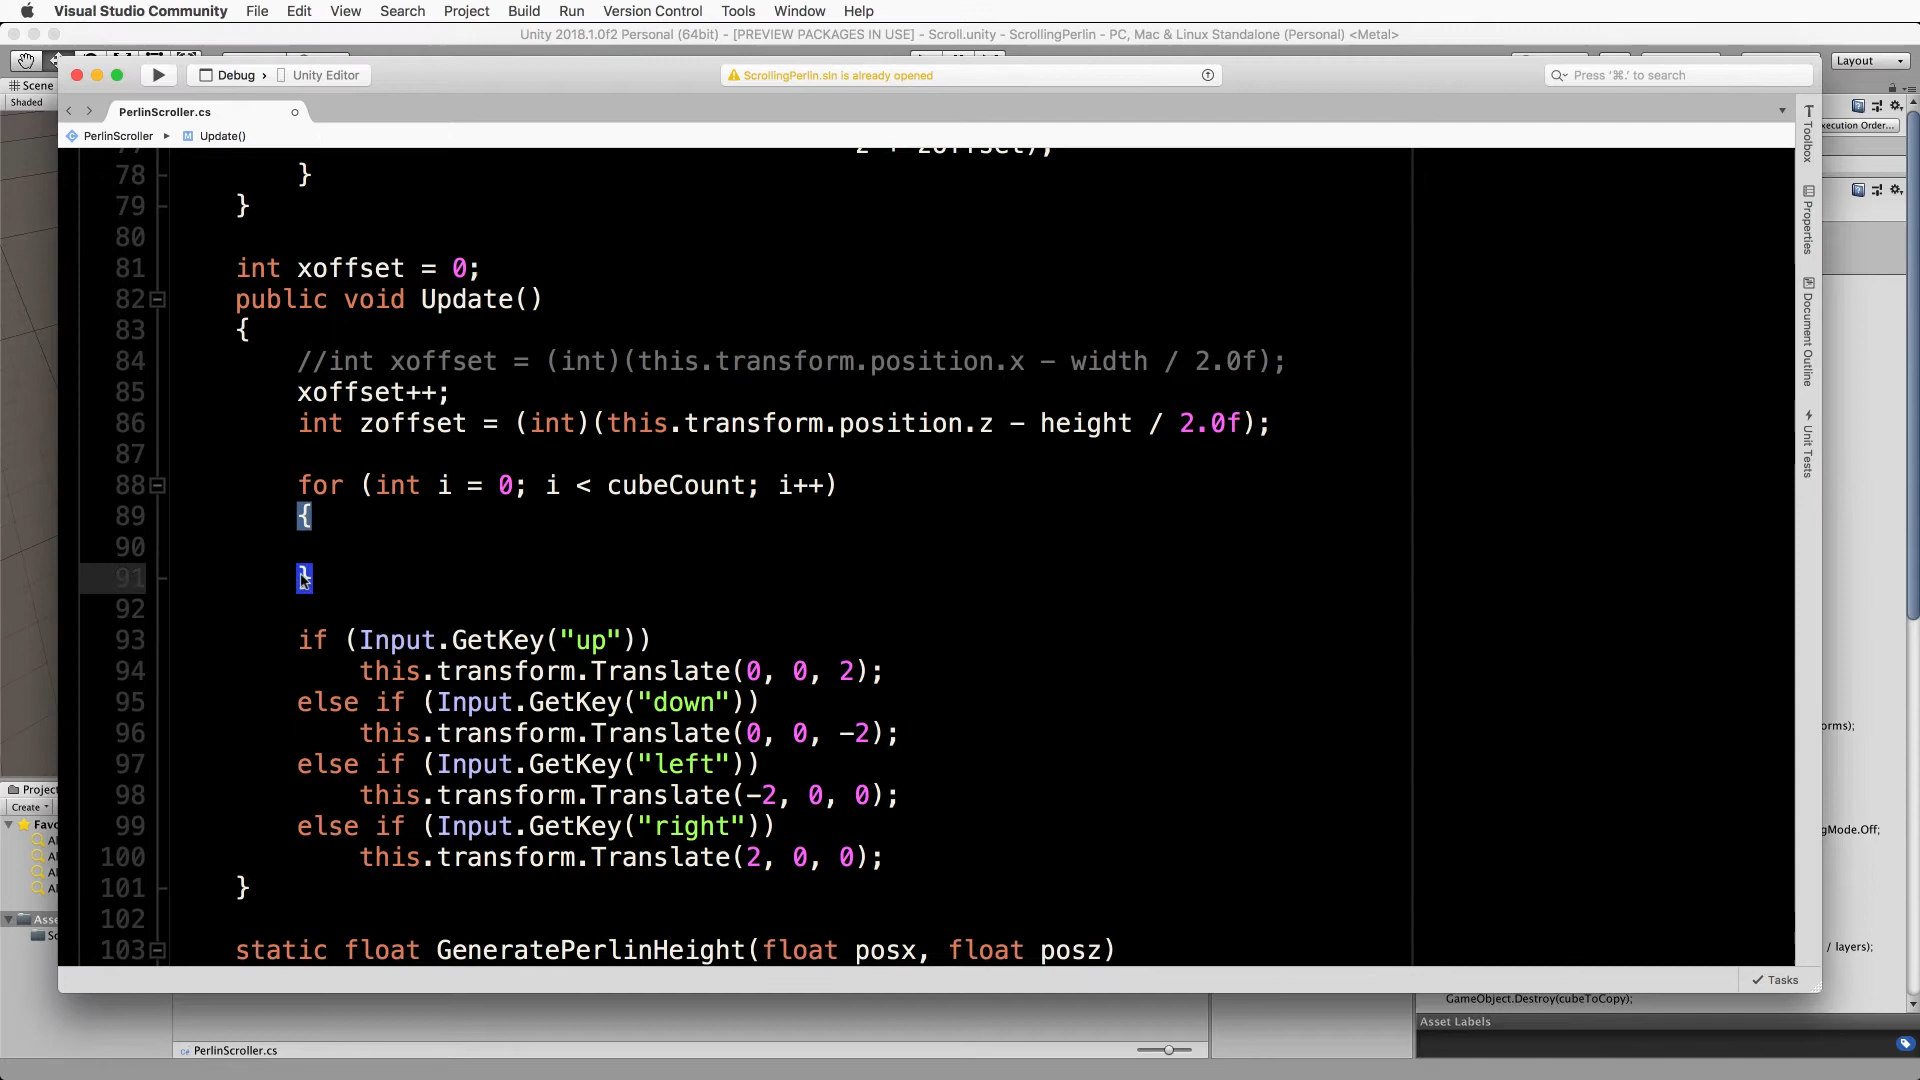 Visual Studio Community File Edit View Search Project Build Run Version Control Tools Window Help
Unity 2018.1.0f2 Personal (64bit) - [PREVIEW PACKAGES IN USE] - Scroll.unity - ScrollingPerlin - PC, Mac & Linux Standalone (Personal) <Metal>
Layout
Scene
Shaded
Debug > Unity Editor
ScrollingPerlin.sln is already opened
Press '⌘.' to search
PerlinScroller.cs
PerlinScroller ▸ Update()
xecution Order...
Toolbox
Properties
Document Outline
Unit Tests
78 }
79 }
80
81 int xoffset = 0;
82 public void Update()
83 {
84 //int xoffset = (int)(this.transform.position.x - width / 2.0f);
85 xoffset++;
86 int zoffset = (int)(this.transform.position.z - height / 2.0f);
87
88 for (int i = 0; i < cubeCount; i++)
89 {
90
91 }
92
93 if (Input.GetKey("up"))
94 this.transform.Translate(0, 0, 2);
95 else if (Input.GetKey("down"))
96 this.transform.Translate(0, 0, -2);
97 else if (Input.GetKey("left"))
98 this.transform.Translate(-2, 0, 0);
99 else if (Input.GetKey("right"))
100 this.transform.Translate(2, 0, 0);
101 }
102
103 static float GeneratePerlinHeight(float posx, float posz)
orms);
gMode.Off;
/ layers);
Project
Create
Favo
Al
Al
Al
Al
Asse
Sc
Tasks
GameObject.Destroy(cubeToCopy);
Asset Labels
PerlinScroller.cs